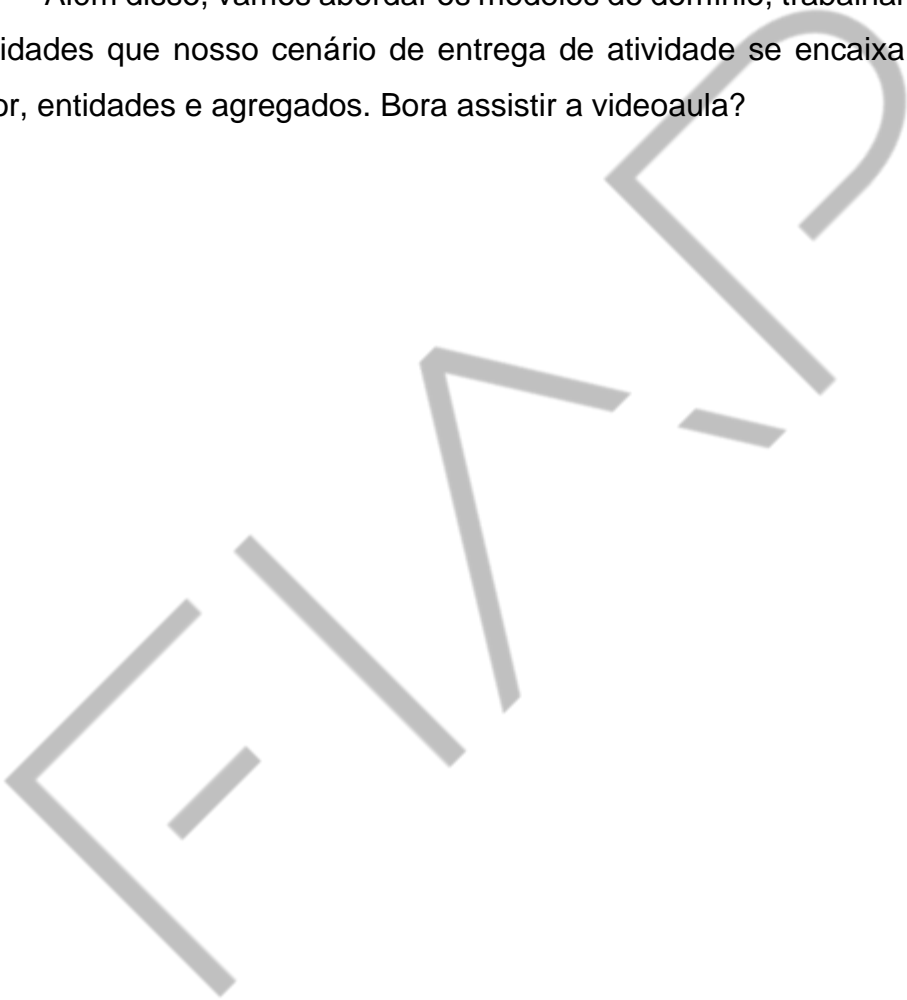 Além disso, vamos abordar os modelos de domínio, trabalhar
idades que nosso cenário de entrega de atividade se encaixa
or, entidades e agregados. Bora assistir a videoaula?
FIAP